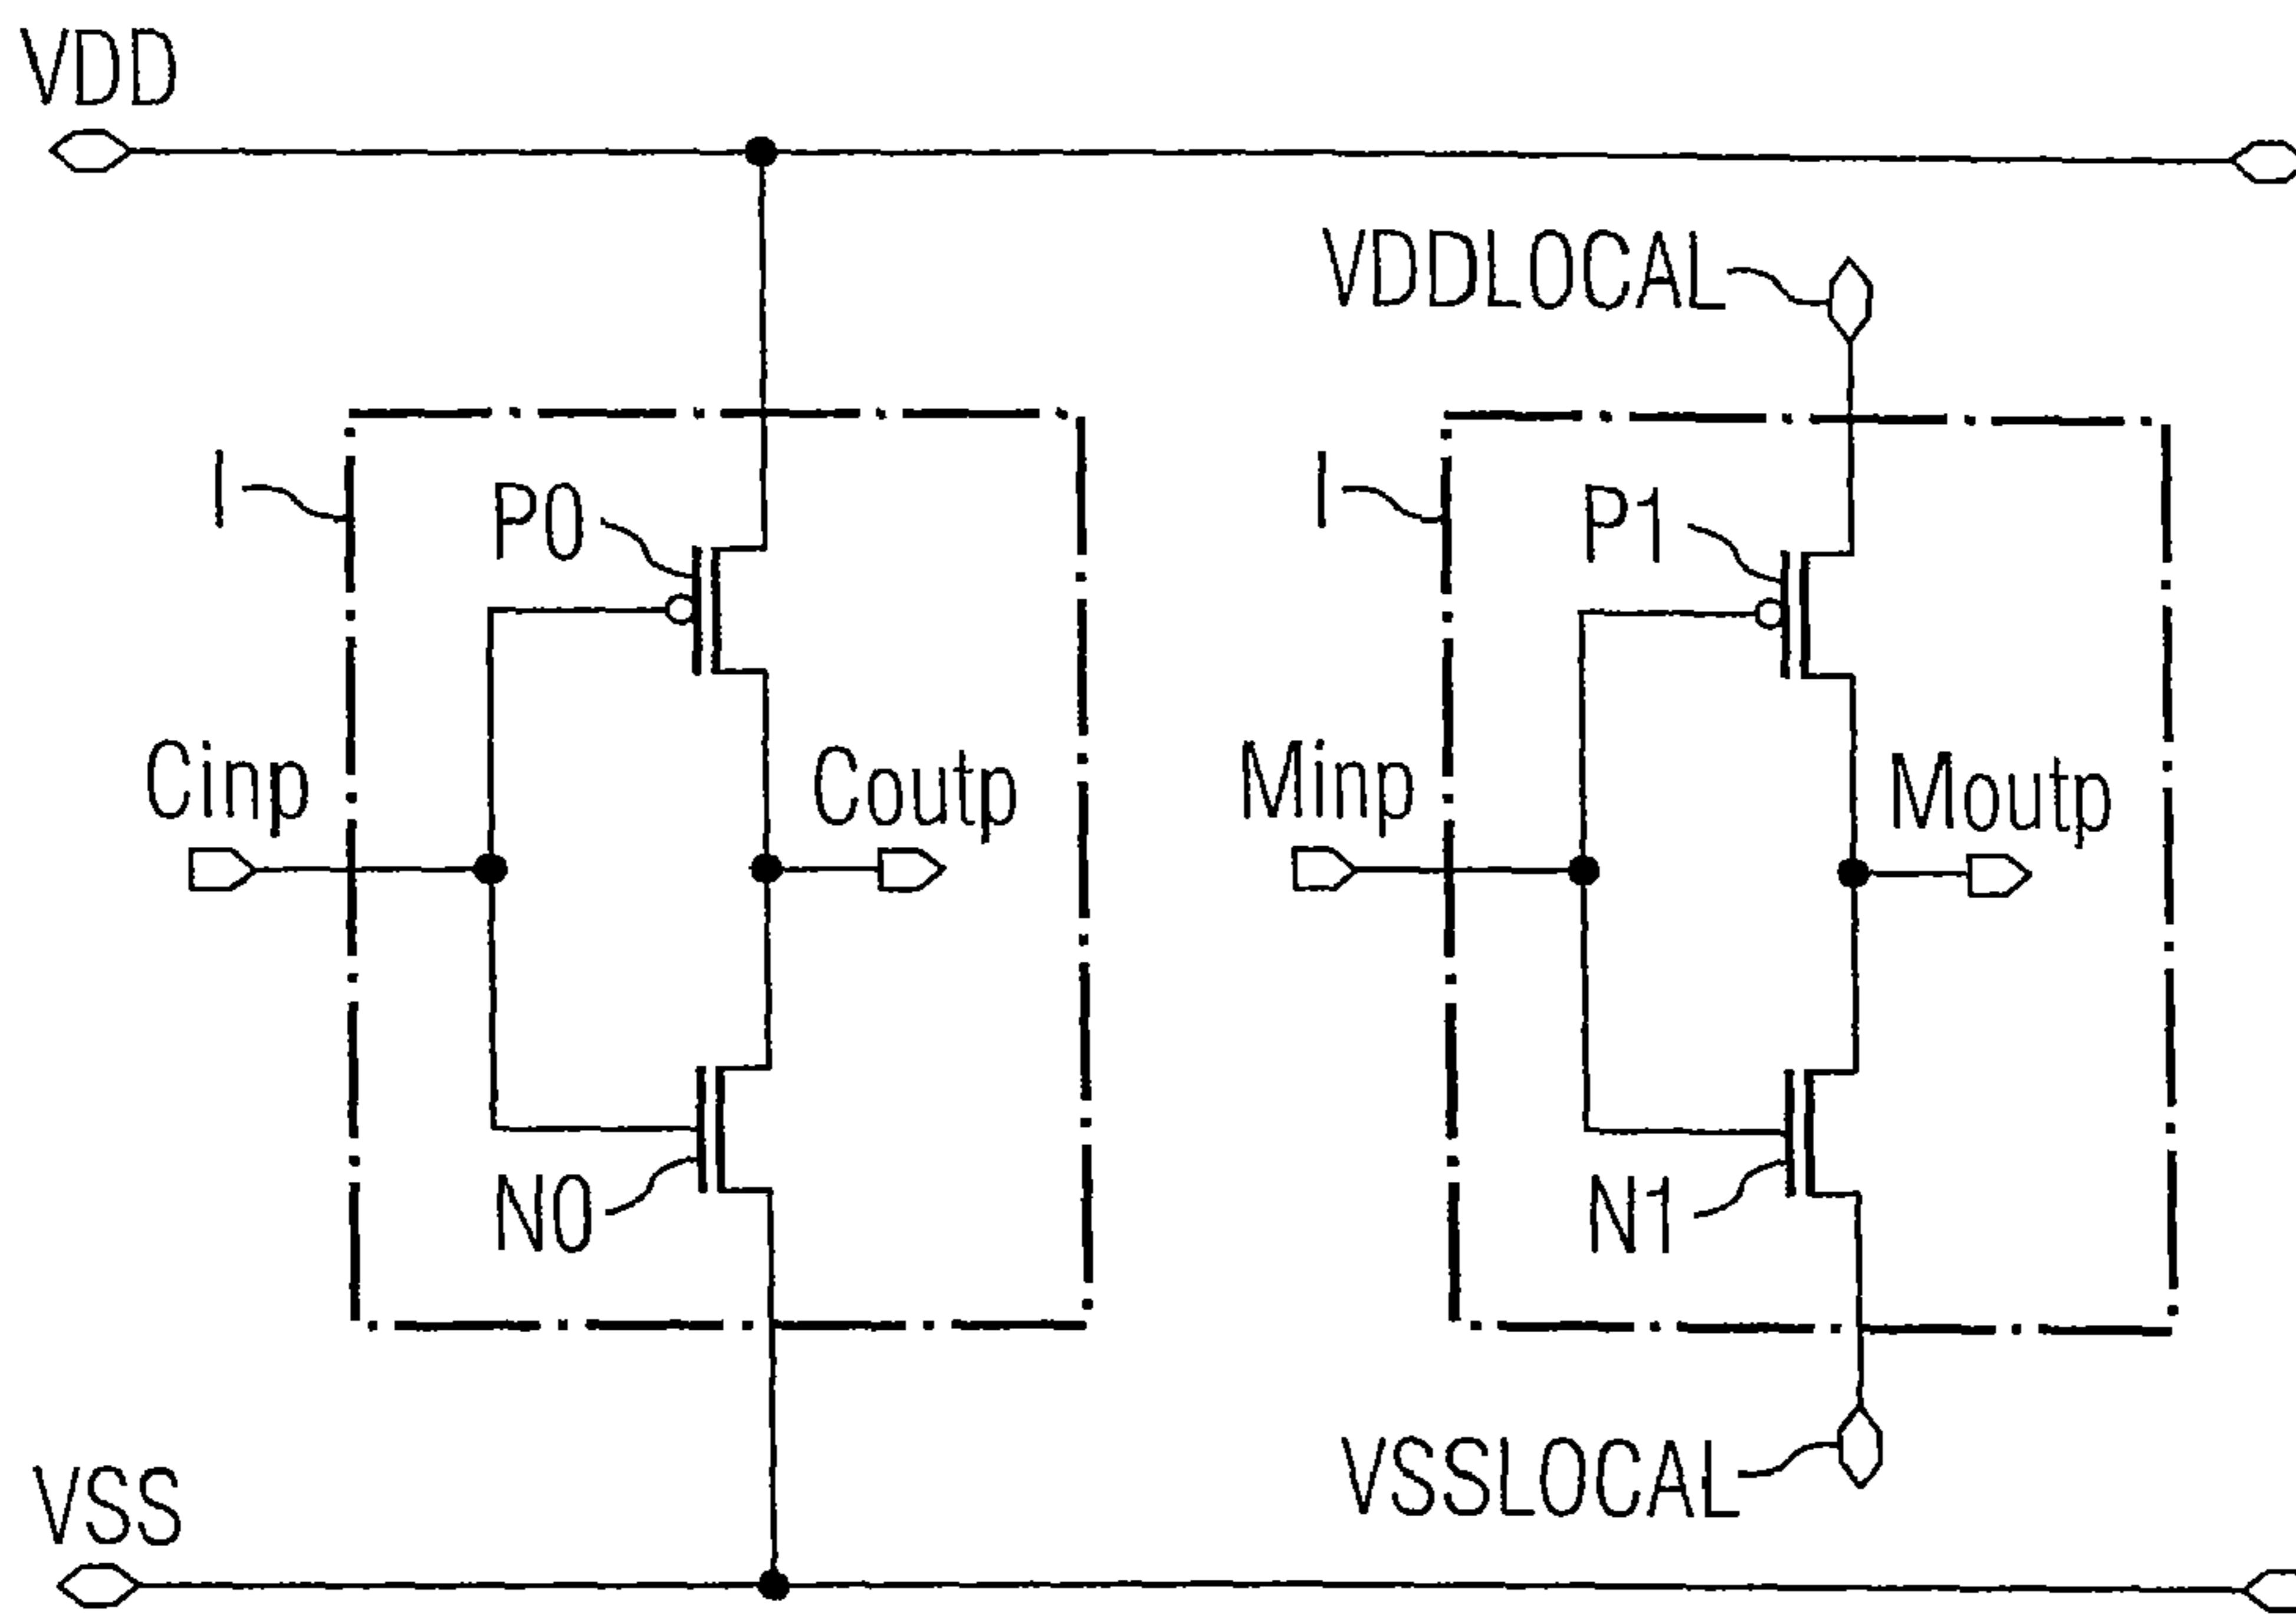 VDD
VDDLOCAL
I
P0
I
P1
Cinp
Coutp
Minp
Moutp
N0
N1
VSSLOCAL
VSS